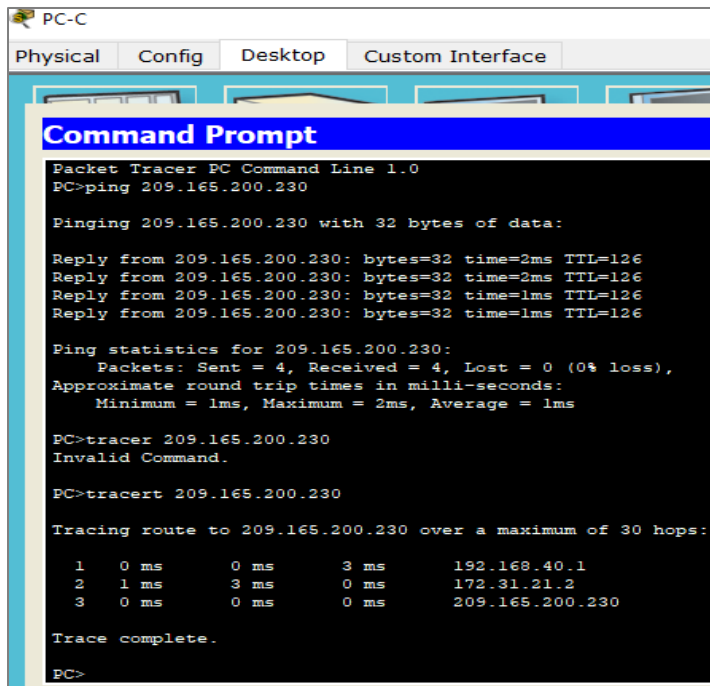 PC-C
Physical Config Desktop Custom Interface
Command Prompt
Packet Tracer PC Command Line 1.0
PC>ping 209.165.200.230
Pinging 209.165.200.230 with 32 bytes of data:
Reply from 209.165.200.230: bytes=32 time=2ms TTL=126
Reply from 209.165.200.230: bytes=32 time=2ms TTL=126
Reply from 209.165.200.230: bytes=32 time=1ms TTL=126
Reply from 209.165.200.230: bytes=32 time=1ms TTL=126
Ping statistics for 209.165.200.230:
Packets: Sent = 4, Received = 4, Lost = 0 (0% loss),
Approximate round trip times in milli-seconds:
Minimum = 1ms, Maximum = 2ms, Average = 1ms
PC>tracer 209.165.200.230
Invalid Command.
PC>tracert 209.165.200.230
Tracing route to 209.165.200.230 over a maximum of 30 hops:
1 0 ms 0 ms 3 ms 192.168.40.1
2 1 ms 3 ms 0 ms 172.31.21.2
3 0 ms 0 ms 0 ms 209.165.200.230
Trace complete.
PC>